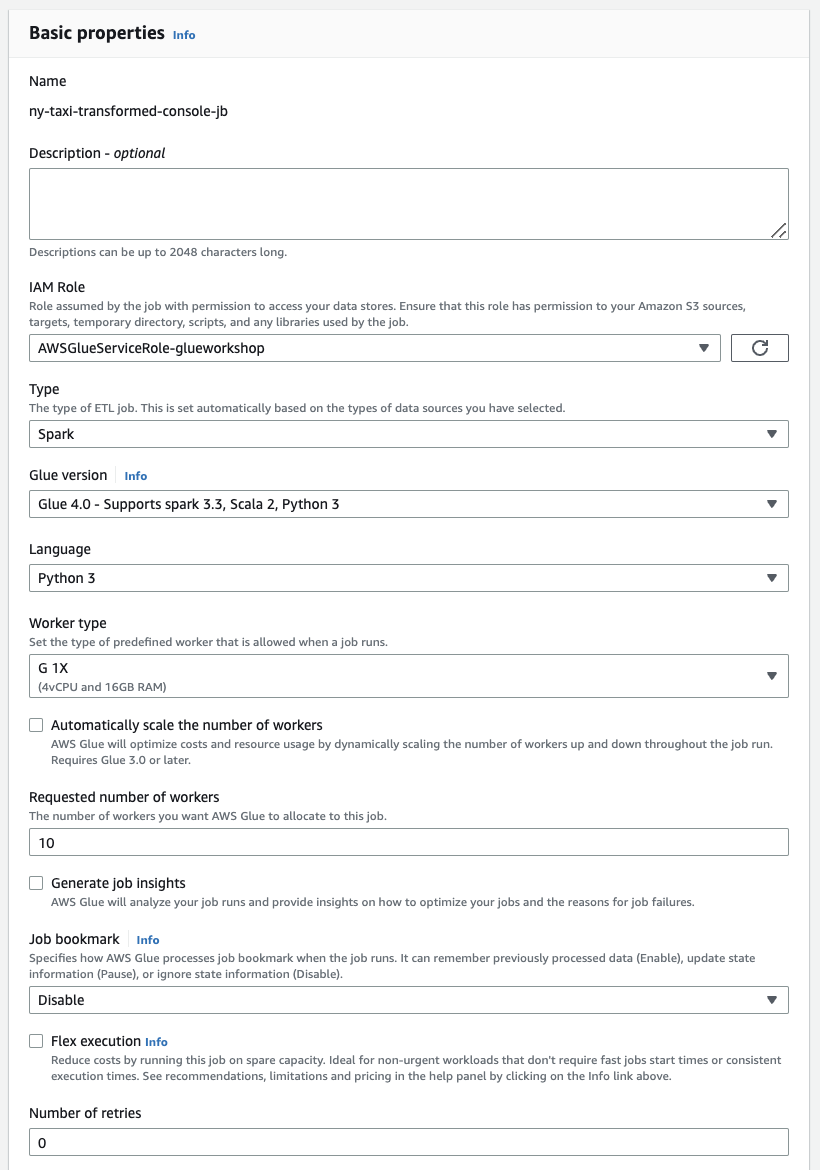 Basic properties Info
Name
ny-taxi-transformed-console-jb
Description - optional
Descriptions can be up to 2048 characters long.
IAM Role
Role assumed by the job with permission to access your data stores. Ensure that this role has permission to your Amazon S3 sources,
targets, temporary directory, scripts, and any libraries used by the job.
AWSGlueServiceRole-glueworkshop
Type
The type of ETL job. This is set automatically based on the types of data sources you have selected.
Spark
Glue version Info
Glue 4.0 - Supports spark 3.3, Scala 2, Python 3
Language
Python 3
Worker type
Set the type of predefined worker that is allowed when a job runs.
G 1X
(4vCPU and 16GB RAM)
Automatically scale the number of workers
AWS Glue will optimize costs and resource usage by dynamically scaling the number of workers up and down throughout the job run.
Requires Glue 3.0 or later.
Requested number of workers
The number of workers you want AWS Glue to allocate to this job.
10
Generate job insights
AWS Glue will analyze your job runs and provide insights on how to optimize your jobs and the reasons for job failures.
Job bookmark Info
Specifies how AWS Glue processes job bookmark when the job runs. It can remember previously processed data (Enable), update state
information (Pause), or ignore state information (Disable).
Disable
Flex execution Info
Reduce costs by running this job on spare capacity. Ideal for non-urgent workloads that don't require fast jobs start times or consistent
execution times. See recommendations, limitations and pricing in the help panel by clicking on the Info link above.
Number of retries
0